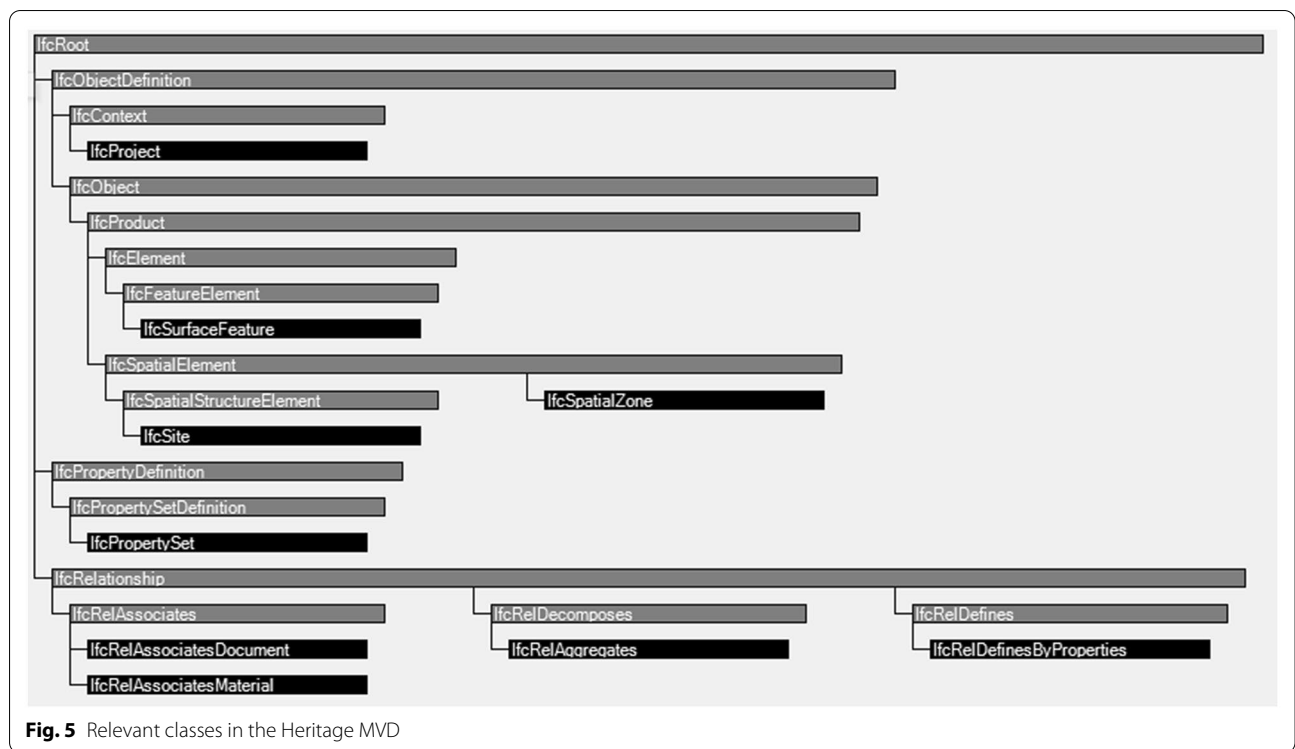 IfcRoot
IfcObjectDefinition
IfcContext
IfcProject
IfcObject
IfcProduct
IfcElement
IfcFeatureElement
IfcSurfaceFeature
IfcSpatialElement
IfcSpatialStructureElement IfcSpatialZone
IfcSite
IfcPropertyDefinition
IfcPropertySetDefinition
IfcPropertySet
IfcRelationship
IfcRelAssociates IfcRelDecomposes IfcRelDefines
IfcRelAssociatesDocument IfcRelAggregates IfcRelDefinesByProperties
IfcRelAssociatesMaterial
Fig. 5 Relevant classes in the Heritage MVD